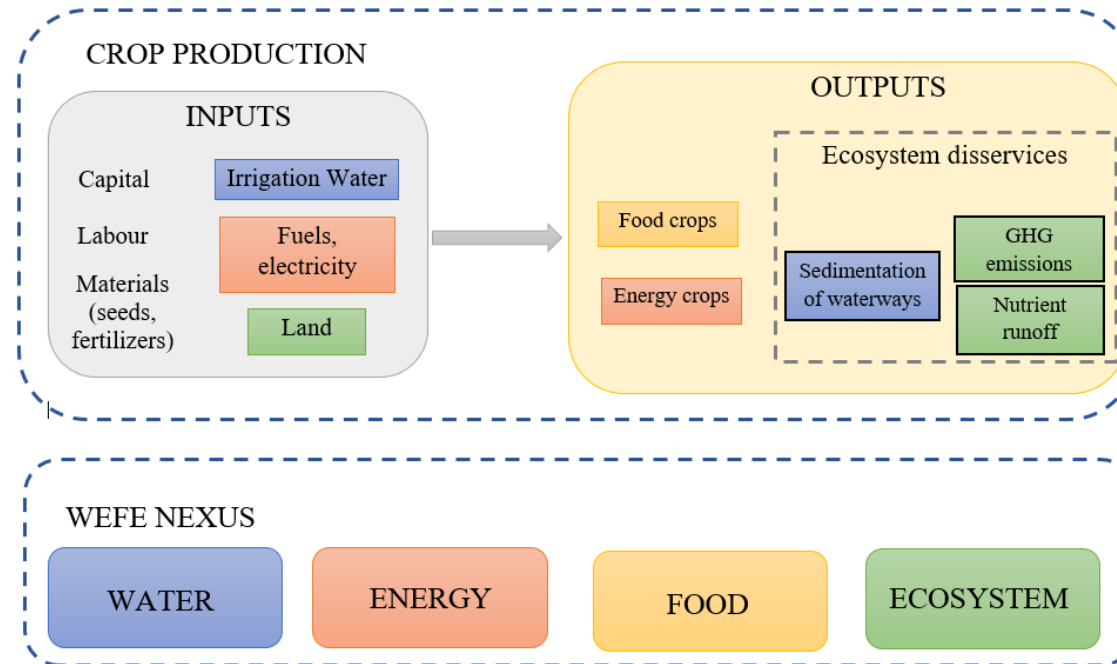 CROP PRODUCTION
INPUTS
Capital
Labour
Materials
(seeds,
fertilizers)
Irrigation Water
Fuels,
electricity
Land
OUTPUTS
Food crops
Energy crops
Ecosystem disservices
Sedimentation
of waterways
GHG
emissions
Nutrient
runoff
WEFE NEXUS
WATER
ENERGY
FOOD
ECOSYSTEM